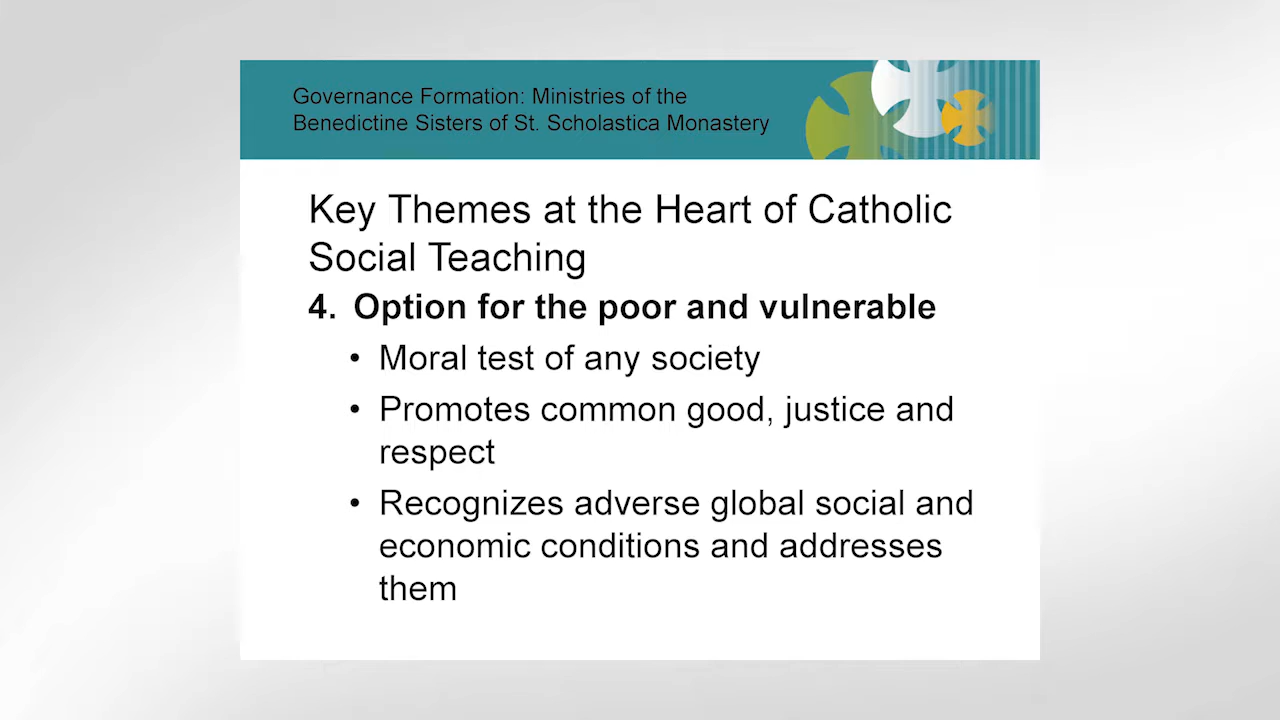 Governance Formation: Ministries of the
Benedictine Sisters of St. Scholastica Monastery
Key Themes at the Heart of Catholic
Social Teaching
4. Option for the poor and vulnerable
• Moral test of any society
• Promotes common good, justice and
respect
• Recognizes adverse global social and
economic conditions and addresses
them